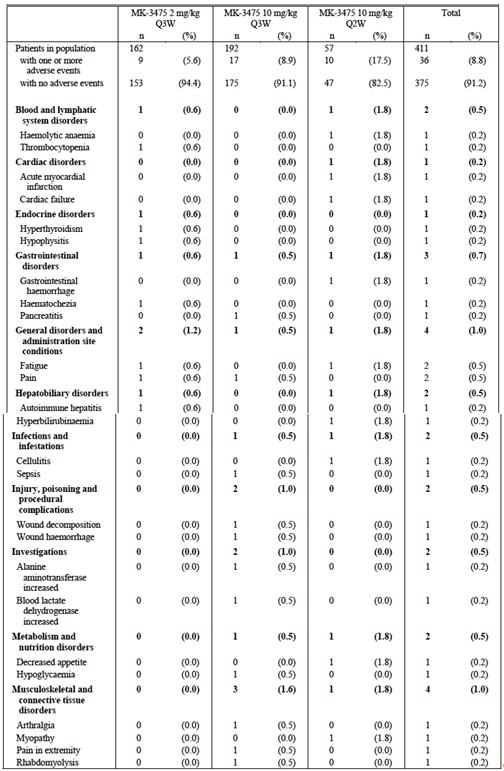 MK-3475 2 mg/kg Q3W MK-3475 10 mg/kg Q3W MK-3475 10 mg/kg Q2W Total
n (%) n (%) n (%) n (%)
Patients in population 162 192 57 411
with one or more adverse events 9 (5.6) 17 (8.9) 10 (17.5) 36 (8.8)
with no adverse events 153 (94.4) 175 (91.1) 47 (82.5) 375 (91.2)
Blood and lymphatic system disorders 1 (0.6) 0 (0.0) 1 (1.8) 2 (0.5)
Haemolytic anaemia 0 (0.0) 0 (0.0) 1 (1.8) 1 (0.2)
Thrombocytopenia 1 (0.6) 0 (0.0) 0 (0.0) 1 (0.2)
Cardiac disorders 0 (0.0) 0 (0.0) 1 (1.8) 1 (0.2)
Acute myocardial infarction 0 (0.0) 0 (0.0) 1 (1.8) 1 (0.2)
Cardiac failure 0 (0.0) 0 (0.0) 1 (1.8) 1 (0.2)
Endocrine disorders 1 (0.6) 0 (0.0) 0 (0.0) 1 (0.2)
Hyperthyroidism 1 (0.6) 0 (0.0) 0 (0.0) 1 (0.2)
Hypophysitis 1 (0.6) 0 (0.0) 0 (0.0) 1 (0.2)
Gastrointestinal disorders 1 (0.6) 1 (0.5) 1 (1.8) 3 (0.7)
Gastrointestinal haemorrhage 0 (0.0) 0 (0.0) 1 (1.8) 1 (0.2)
Haematochezia 1 (0.6) 0 (0.0) 0 (0.0) 1 (0.2)
Pancreatitis 0 (0.0) 1 (0.5) 0 (0.0) 1 (0.2)
General disorders and administration site conditions 2 (1.2) 1 (0.5) 1 (1.8) 4 (1.0)
Fatigue 1 (0.6) 0 (0.0) 1 (1.8) 2 (0.5)
Pain 1 (0.6) 1 (0.5) 0 (0.0) 2 (0.5)
Hepatobiliary disorders 1 (0.6) 0 (0.0) 1 (1.8) 2 (0.5)
Autoimmune hepatitis 1 (0.6) 0 (0.0) 0 (0.0) 1 (0.2)
Hyperbilirubinaemia 0 (0.0) 0 (0.0) 1 (1.8) 1 (0.2)
Infections and infestations 0 (0.0) 1 (0.5) 1 (1.8) 2 (0.5)
Cellulitis 0 (0.0) 0 (0.0) 1 (1.8) 1 (0.2)
Sepsis 0 (0.0) 1 (0.5) 0 (0.0) 1 (0.2)
Injury, poisoning and procedural complications 0 (0.0) 2 (1.0) 0 (0.0) 2 (0.5)
Wound decomposition 0 (0.0) 1 (0.5) 0 (0.0) 1 (0.2)
Wound haemorrhage 0 (0.0) 1 (0.5) 0 (0.0) 1 (0.2)
Investigations 0 (0.0) 2 (1.0) 0 (0.0) 2 (0.5)
Alanine aminotransferase increased 0 (0.0) 1 (0.5) 0 (0.0) 1 (0.2)
Blood lactate dehydrogenase increased 0 (0.0) 1 (0.5) 0 (0.0) 1 (0.2)
Metabolism and nutrition disorders 0 (0.0) 1 (0.5) 1 (1.8) 2 (0.5)
Decreased appetite 0 (0.0) 0 (0.0) 1 (1.8) 1 (0.2)
Hypoglycaemia 0 (0.0) 1 (0.5) 0 (0.0) 1 (0.2)
Musculoskeletal and connective tissue disorders 0 (0.0) 3 (1.6) 1 (1.8) 4 (1.0)
Arthralgia 0 (0.0) 1 (0.5) 0 (0.0) 1 (0.2)
Myopathy 0 (0.0) 0 (0.0) 1 (1.8) 1 (0.2)
Pain in extremity 0 (0.0) 1 (0.5) 0 (0.0) 1 (0.2)
Rhabdomyolysis 0 (0.0) 1 (0.5) 0 (0.0) 1 (0.2)